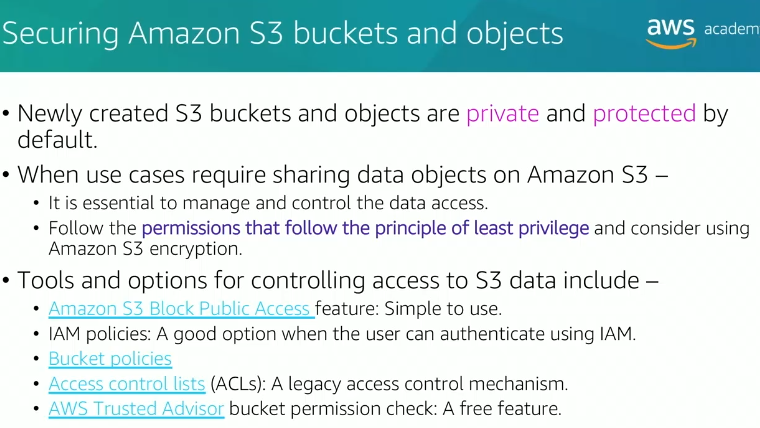 Securing Amazon S3 buckets and objects
aws academ
• Newly created S3 buckets and objects are private and protected by
default.
• When use cases require sharing data objects on Amazon S3 –
• It is essential to manage and control the data access.
• Follow the permissions that follow the principle of least privilege and consider using
Amazon S3 encryption.
• Tools and options for controlling access to S3 data include –
• Amazon S3 Block Public Access feature: Simple to use.
• IAM policies: A good option when the user can authenticate using IAM.
• Bucket policies
• Access control lists (ACLs): A legacy access control mechanism.
• AWS Trusted Advisor bucket permission check: A free feature.